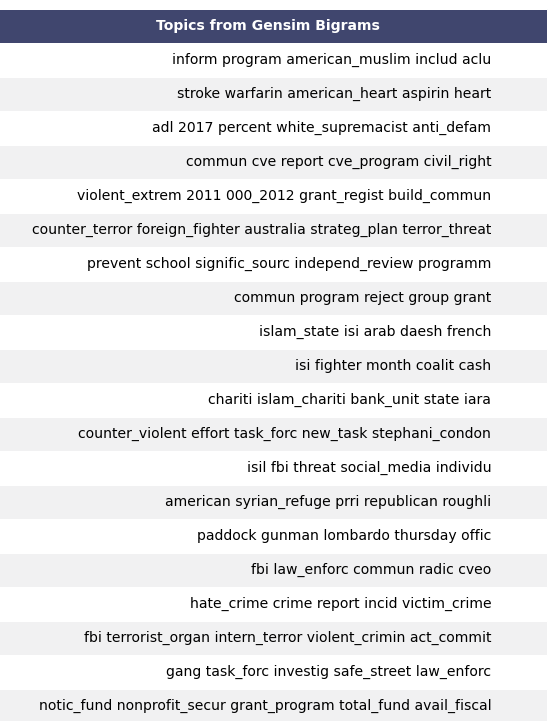 Topics from Gensim Bigrams
inform program american_muslim includ aclu
stroke warfarin american_heart aspirin heart
adl 2017 percent white_supremacist anti_defam
commun cve report cve_program civil_right
violent_extrem 2011 000_2012 grant_regist build_commun
counter_terror foreign_fighter australia strateg_plan terror_threat
prevent school signific_sourc independ_review programm
commun program reject group grant
islam_state isi arab daesh french
isi fighter month coalit cash
chariti islam_chariti bank_unit state iara
counter_violent effort task_forc new_task stephani_condon
isil fbi threat social_media individu
american syrian_refuge prri republican roughli
paddock gunman lombardo thursday offic
fbi law_enforc commun radic cveo
hate_crime crime report incid victim_crime
fbi terrorist_organ intern_terror violent_crimin act_commit
gang task_forc investig safe_street law_enforc
notic_fund nonprofit_secur grant_program total_fund avail_fiscal